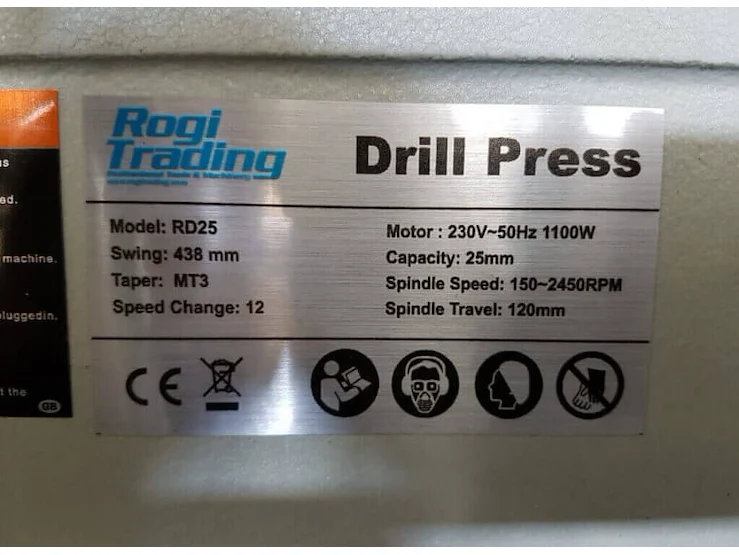 Rogi
Trading
Drill Press
Model: RD25
Swing: 438 mm
Taper: MT3
Speed Change: 12
Motor : 230V~50Hz 1100W
Capacity: 25mm
Spindle Speed: 150~2450RPM
Spindle Travel: 120mm
CE
ed.
machine.
pluggedin.
t the
GB